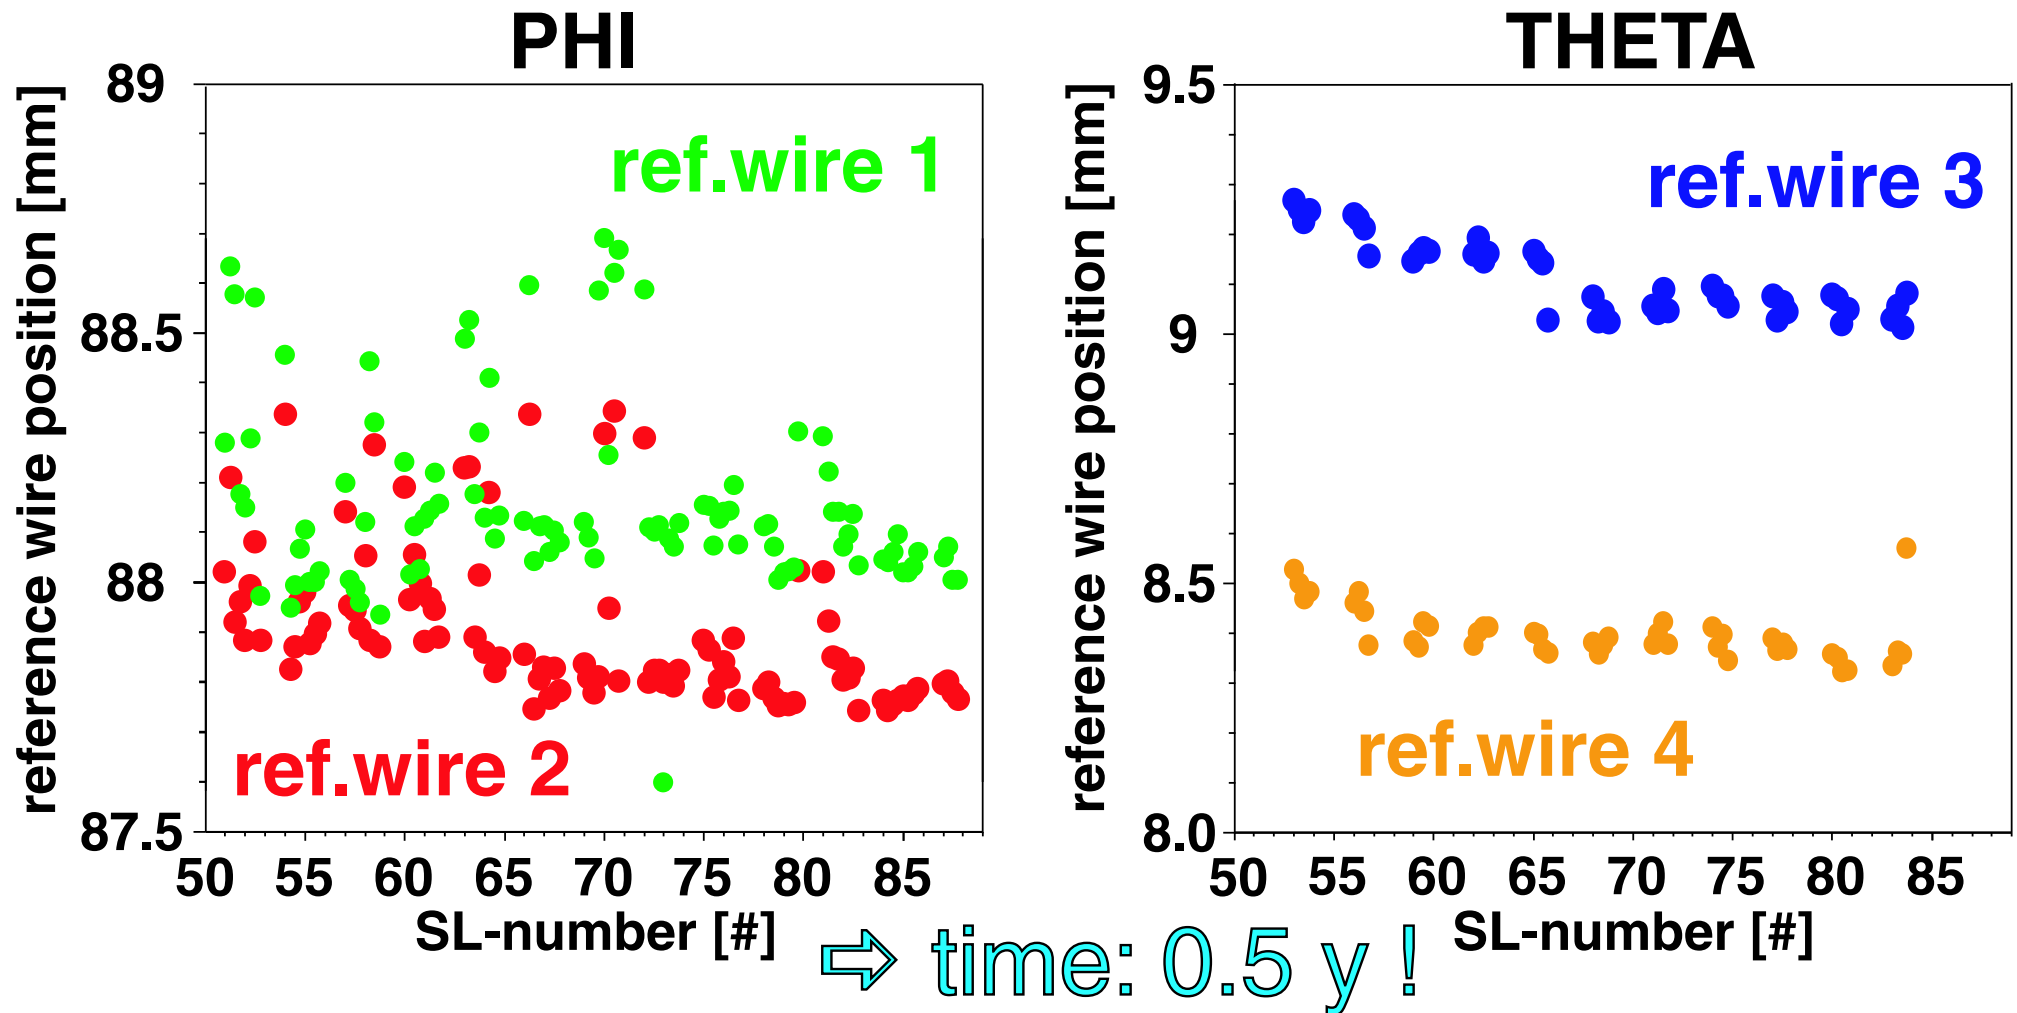 PHI
reference wire position [mm]
89
88.5
88
87.5
ref.wire 1
ref.wire 2
50 55 60 65 70 75 80 85
SL-number [#]
THETA
reference wire position [mm]
9.5
9
8.5
8.0
ref.wire 3
ref.wire 4
50 55 60 65 70 75 80 85
SL-number [#]
⇨ time: 0.5 y !